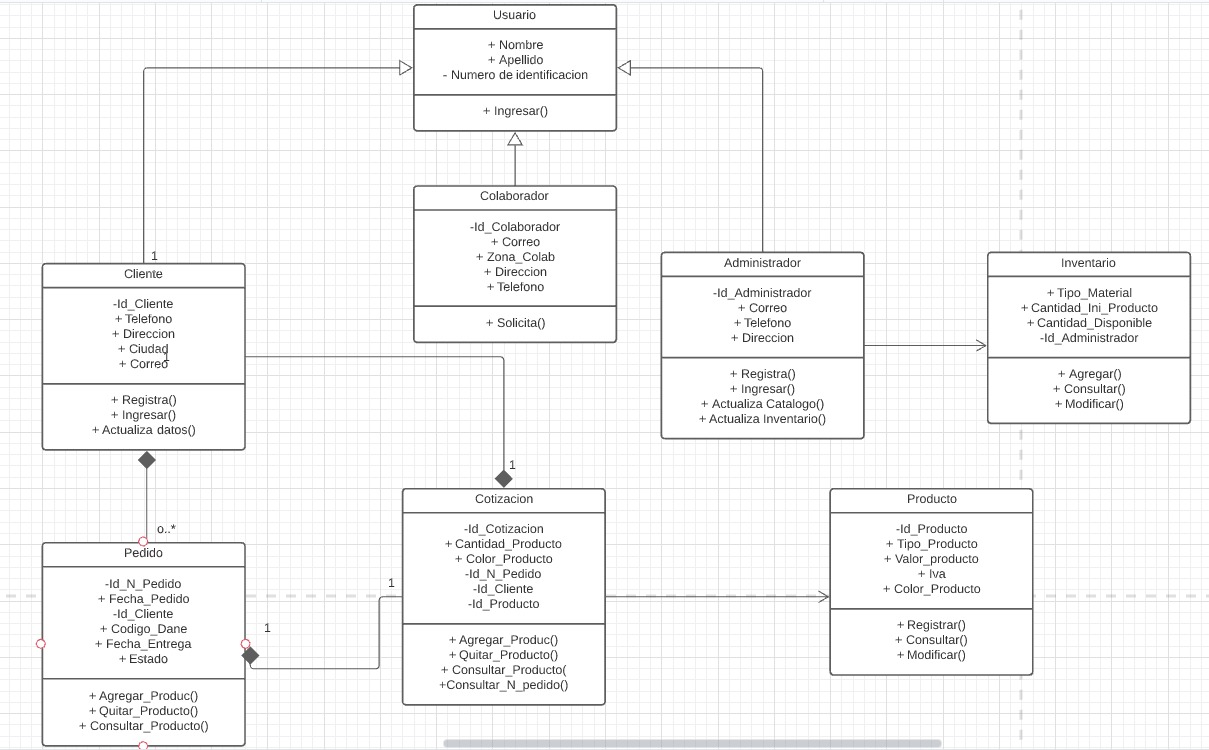 Usuario
+ Nombre
+ Apellido
- Numero de identificacion
+ Ingresar()
Colaborador
-Id_Colaborador
+ Correo
+ Zona_Colab
+ Direccion
+ Telefono
+ Solicita()
1
Cliente
-Id_Cliente
+ Telefono
+ Direccion
+ Ciudad
1
+ Correo
+ Registra()
+ Ingresar()
+ Actualiza datos()
Administrador
-Id_Administrador
+ Correo
+ Telefono
+ Direccion
+ Registra()
+ Ingresar()
+ Actualiza Catalogo()
+ Actualiza Inventario()
Inventario
+ Tipo_Material
+ Cantidad_Ini_Producto
+ Cantidad_Disponible
-Id_Administrador
+ Agregar()
+ Consultar()
+ Modificar()
o..*
Pedido
-Id_N_Pedido
+ Fecha_Pedido
-Id_Cliente
+ Codigo_Dane
+ Fecha_Entrega
+ Estado
+ Agregar_Produc()
+ Quitar_Producto()
+ Consultar_Producto()
1
1
1
Cotizacion
-Id_Cotizacion
+ Cantidad_Producto
+ Color_Producto
-Id_N_Pedido
-Id_Cliente
-Id_Producto
+ Agregar_Produc()
+ Quitar_Producto()
+ Consultar_Producto(
+Consultar_N_pedido()
Producto
-Id_Producto
+ Tipo_Producto
+ Valor_producto
+ Iva
+ Color_Producto
+ Registrar()
+ Consultar()
+ Modificar()